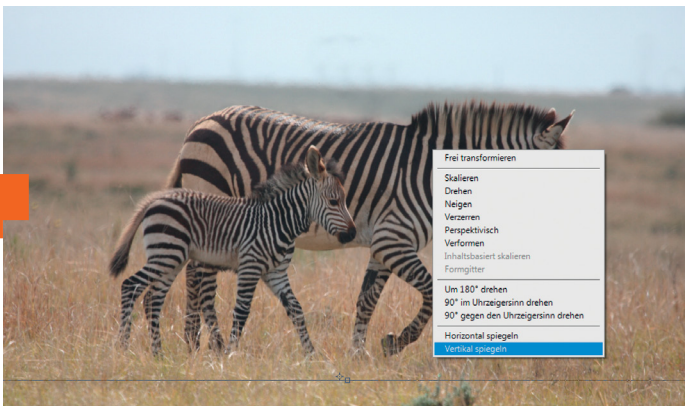 Frei transformieren
Skalieren
Drehen
Neigen
Verzerren
Perspektivisch
Verformen
Inhaltsbasiert skalieren
Formgitter
Um 180° drehen
90° im Uhrzeigersinn drehen
90° gegen den Uhrzeigersinn drehen
Horizontal spiegeln
Vertikal spiegeln